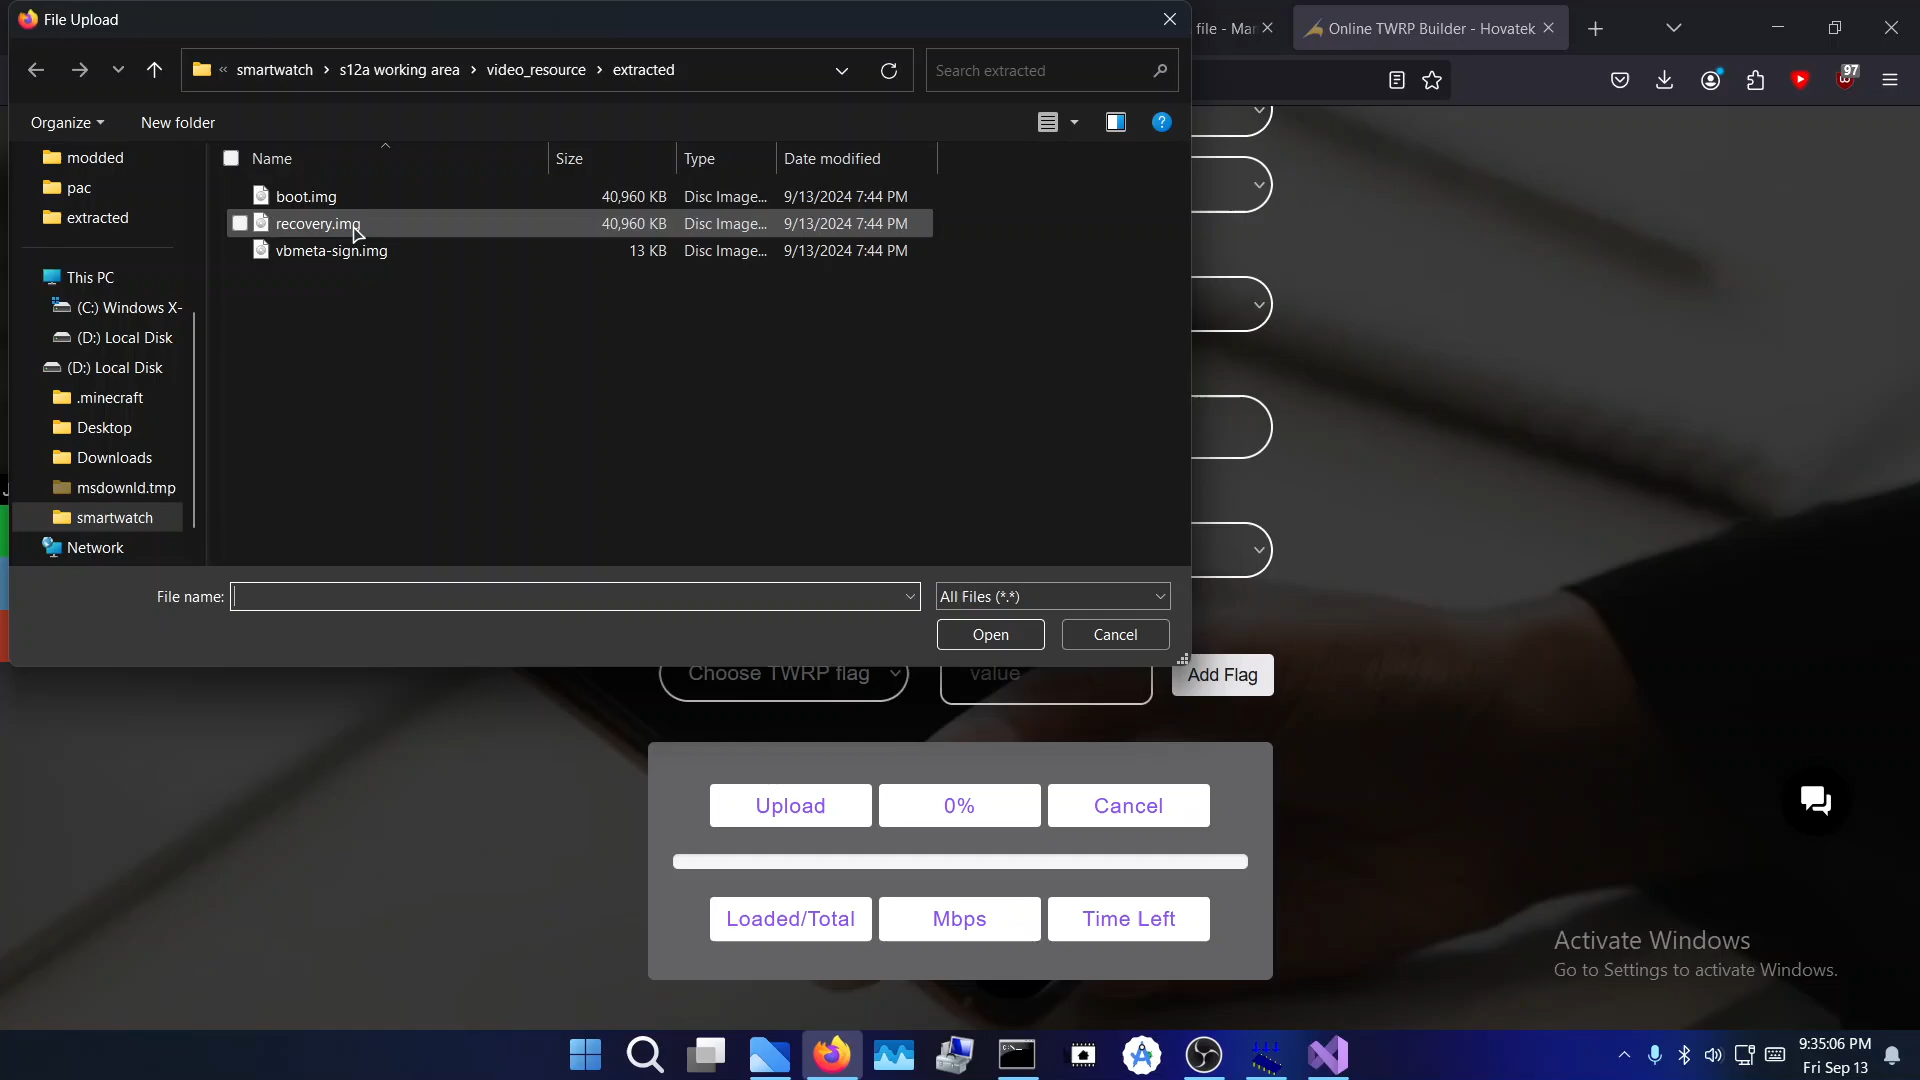 File Upload
file - Mar
Online TWRP Builder - Hovatek
« smartwatch › s12a working area › video_resource › extracted
Search extracted
97
Organize
New folder
Name
Size
Type
Date modified
modded
pac
extracted
boot.img 40,960 KB Disc Image... 9/13/2024 7:44 PM
recovery.img 40,960 KB Disc Image... 9/13/2024 7:44 PM
vbmeta-sign.img 13 KB Disc Image... 9/13/2024 7:44 PM
This PC
(C:) Windows X-
(D:) Local Disk
(D:) Local Disk
.minecraft
Desktop
Downloads
msdownld.tmp
smartwatch
Network
File name:
All Files (*.*)
Open
Cancel
Choose TWRP flag
value
Add Flag
Upload
0%
Cancel
Loaded/Total
Mbps
Time Left
Activate Windows
Go to Settings to activate Windows.
9:35:06 PM
Fri Sep 13